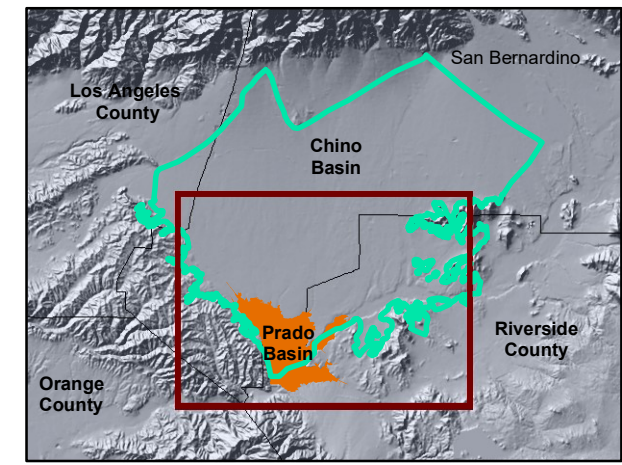 San Bernardino
Los Angeles
County
Chino
Basin
Prado
Basin
Riverside
County
Orange
County